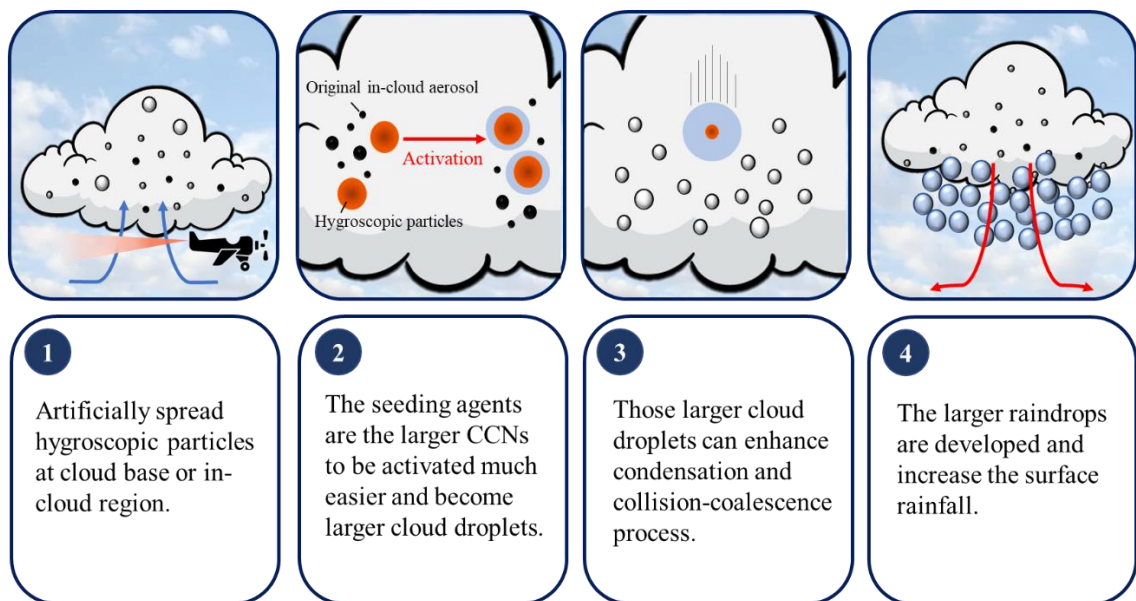 Original in-cloud aerosol
Activation
Hygroscopic particles
1
Artificially spread
hygroscopic particles
at cloud base or in-
cloud region.
2
The seeding agents
are the larger CCNs
to be activated much
easier and become
larger cloud droplets.
3
Those larger cloud
droplets can enhance
condensation and
collision-coalescence
process.
4
The larger raindrops
are developed and
increase the surface
rainfall.